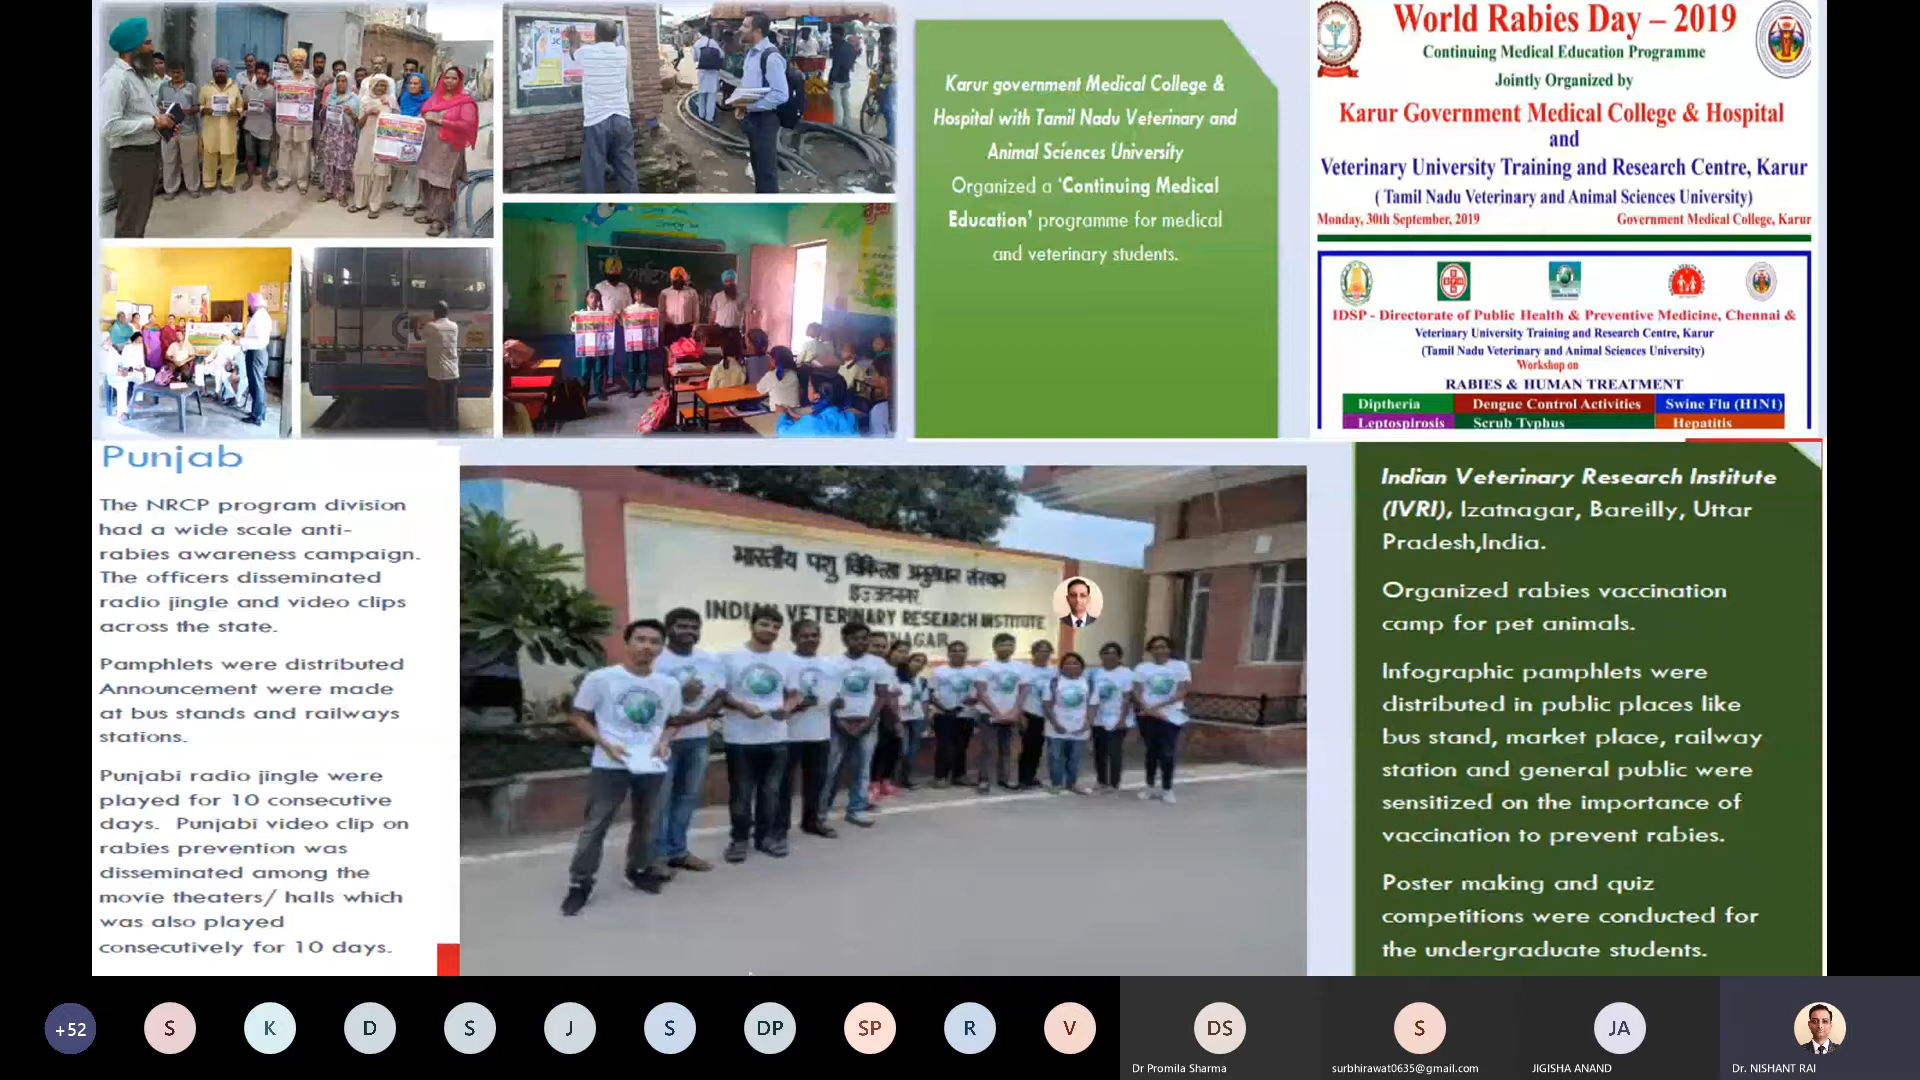 Karur government Medical College &
Hospital with Tamil Nadu Veterinary and
Animal Sciences University
Organized a 'Continuing Medical
Education' programme for medical
and veterinary students.
World Rabies Day – 2019
Continuing Medical Education Programme
Jointly Organized by
Karur Government Medical College & Hospital
and
Veterinary University Training and Research Centre, Karur
( Tamil Nadu Veterinary and Animal Sciences University)
Monday, 30th September, 2019 Government Medical College, Karur
IDSP - Directorate of Public Health & Preventive Medicine, Chennai &
Veterinary University Training and Research Centre, Karur
(Tamil Nadu Veterinary and Animal Sciences University)
Workshop on
RABIES & HUMAN TREATMENT
Diptheria Dengue Control Activities Swine Flu (H1N1)
Leptospirosis Scrub Typhus Hepatitis
Punjab
The NRCP program division
had a wide scale anti-
rabies awareness campaign.
The officers disseminated
radio jingle and video clips
across the state.
Pamphlets were distributed
Announcement were made
at bus stands and railways
stations.
Punjabi radio jingle were
played for 10 consecutive
days. Punjabi video clip on
rabies prevention was
disseminated among the
movie theaters/ halls which
was also played
consecutively for 10 days.
भारतीय पशु चिकित्सा अनुसंधान संस्थान
इज्जतनगर
INDIAN VETERINARY RESEARCH INSTITUTE
NAGAR
Indian Veterinary Research Institute
(IVRI), Izatnagar, Bareilly, Uttar
Pradesh,India.
Organized rabies vaccination
camp for pet animals.
Infographic pamphlets were
distributed in public places like
bus stand, market place, railway
station and general public were
sensitized on the importance of
vaccination to prevent rabies.
Poster making and quiz
competitions were conducted for
the undergraduate students.
+52 S K D S J S DP SP R V DS S JA
Dr Promila Sharma surbhirawat0635@gmail.com JIGISHA ANAND Dr. NISHANT RAI